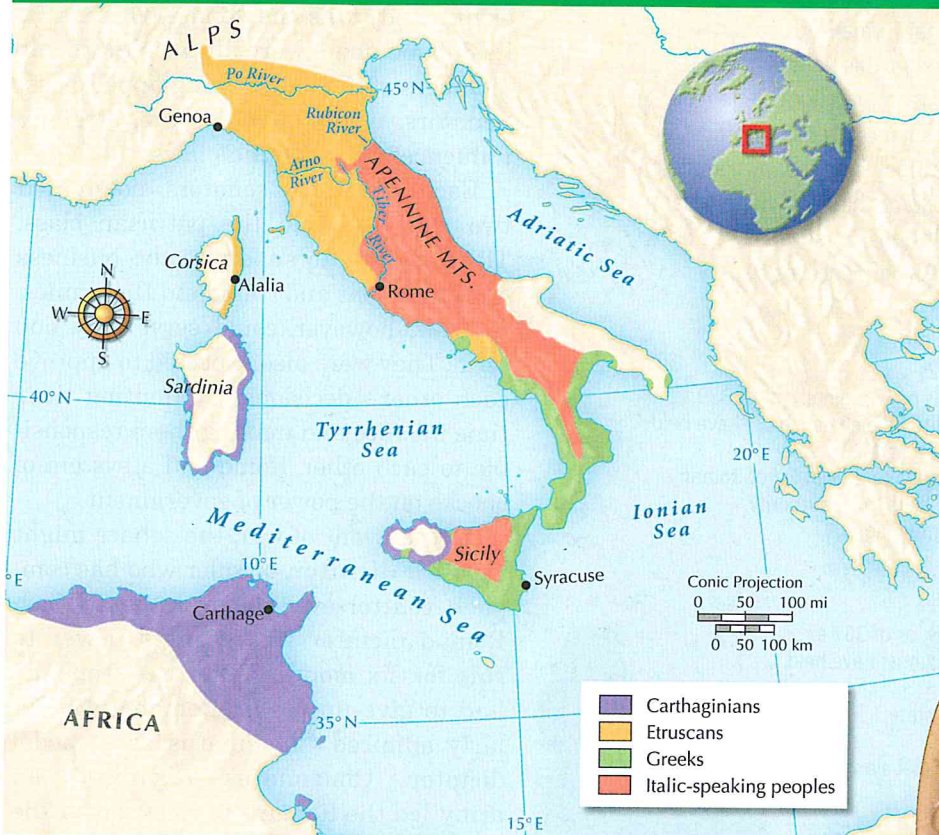 ALPS
Po River
45°N
Genoa
Rubicon
River
Arno
River
APENNINE MTS.
Tiber
River
Adriatic Sea
Corsica
Alalia
Rome
N
W
E
S
Sardinia
40°N
Tyrrhenian
Sea
20°E
Mediterranean Sea
Ionian
Sea
Sicily
10°E
°E
Syracuse
Conic Projection
0 50 100 mi
0 50 100 km
Carthage
AFRICA
35°N
Carthaginians
Etruscans
Greeks
Italic-speaking peoples
15°E